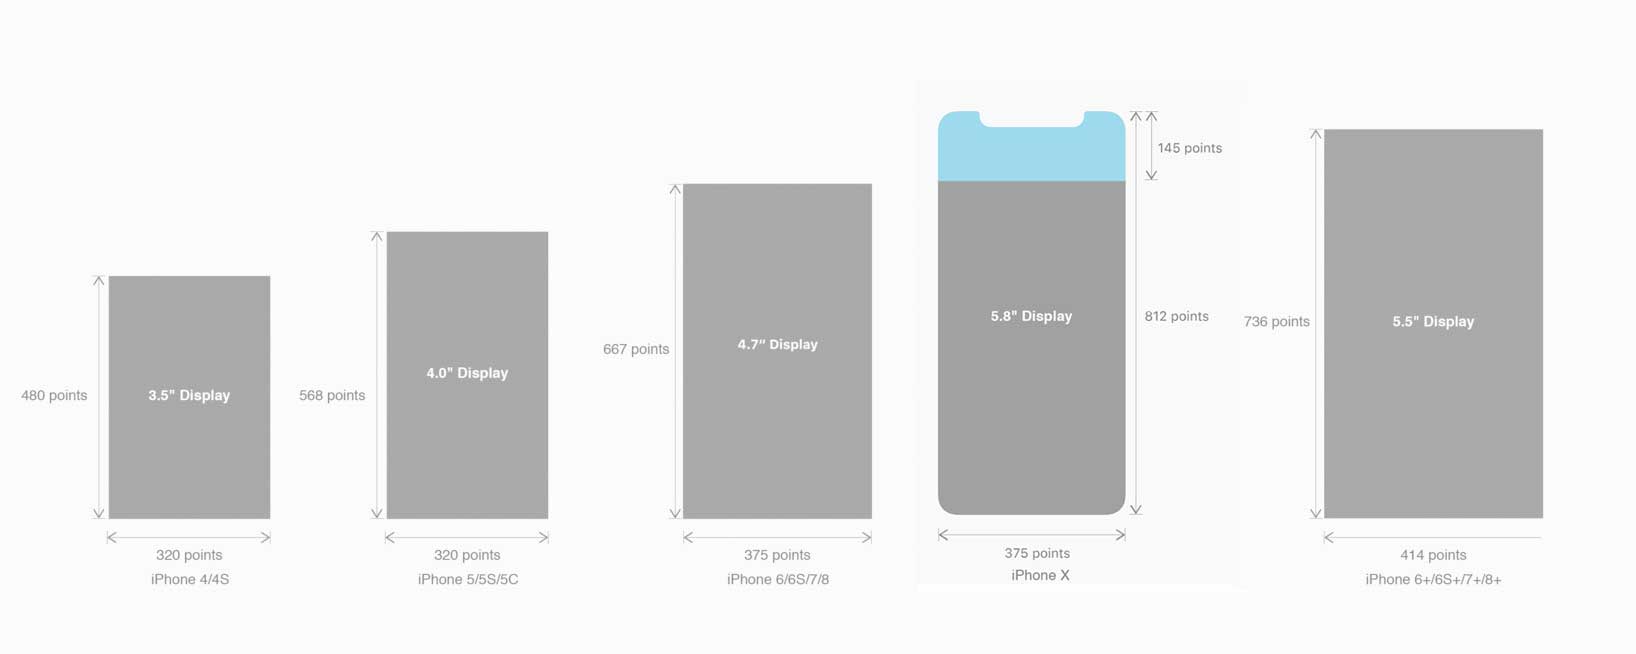 480 points
3.5" Display
320 points
iPhone 4/4S
568 points
4.0" Display
320 points
iPhone 5/5S/5C
667 points
4.7” Display
375 points
iPhone 6/6S/7/8
145 points
5.8" Display
812 points
375 points
iPhone X
736 points
5.5" Display
414 points
iPhone 6+/6S+/7+/8+